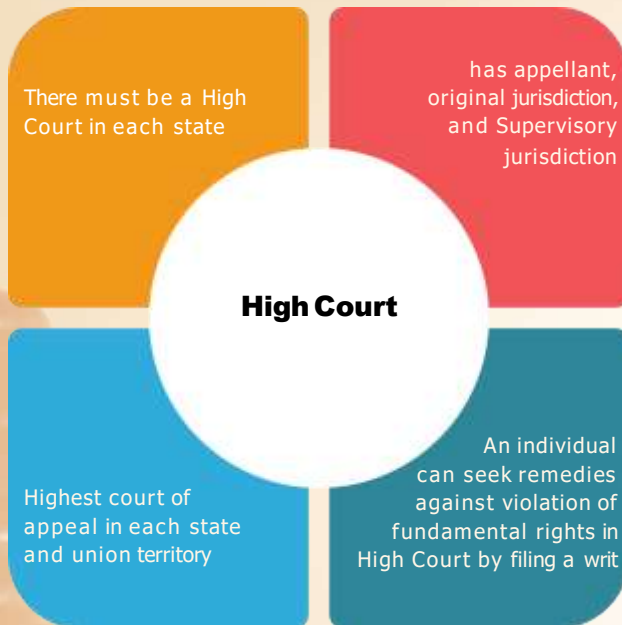 There must be a High
Court in each state
has appellant,
original jurisdiction,
and Supervisory
jurisdiction
High Court
Highest court of
appeal in each state
and union territory
An individual
can seek remedies
against violation of
fundamental rights in
High Court by filing a writ